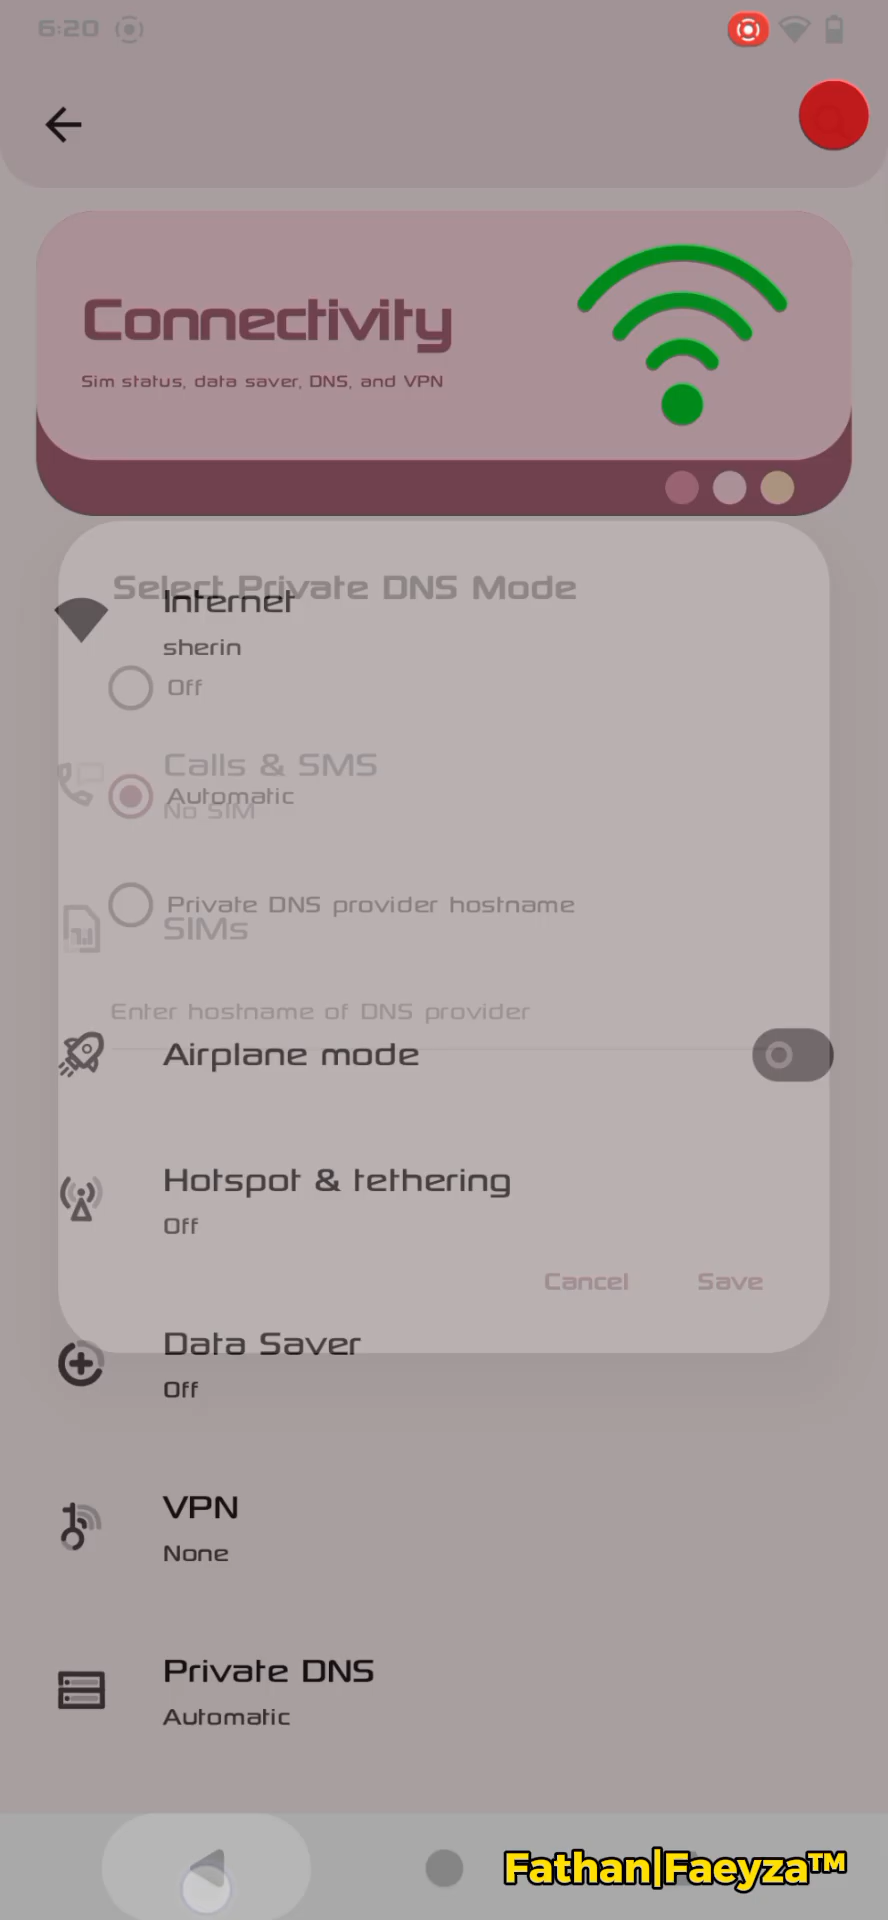 6:20
Connectivity
Sim status, data saver, DNS, and VPN
Select Private DNS Mode
Internet
sherin
Off
Calls & SMS
Automatic
No SIM
Private DNS provider hostname
SIMs
Enter hostname of DNS provider
Airplane mode
Hotspot & tethering
Off
Cancel Save
Data Saver
Off
VPN
None
Private DNS
Automatic
Fathan|Faeyza™